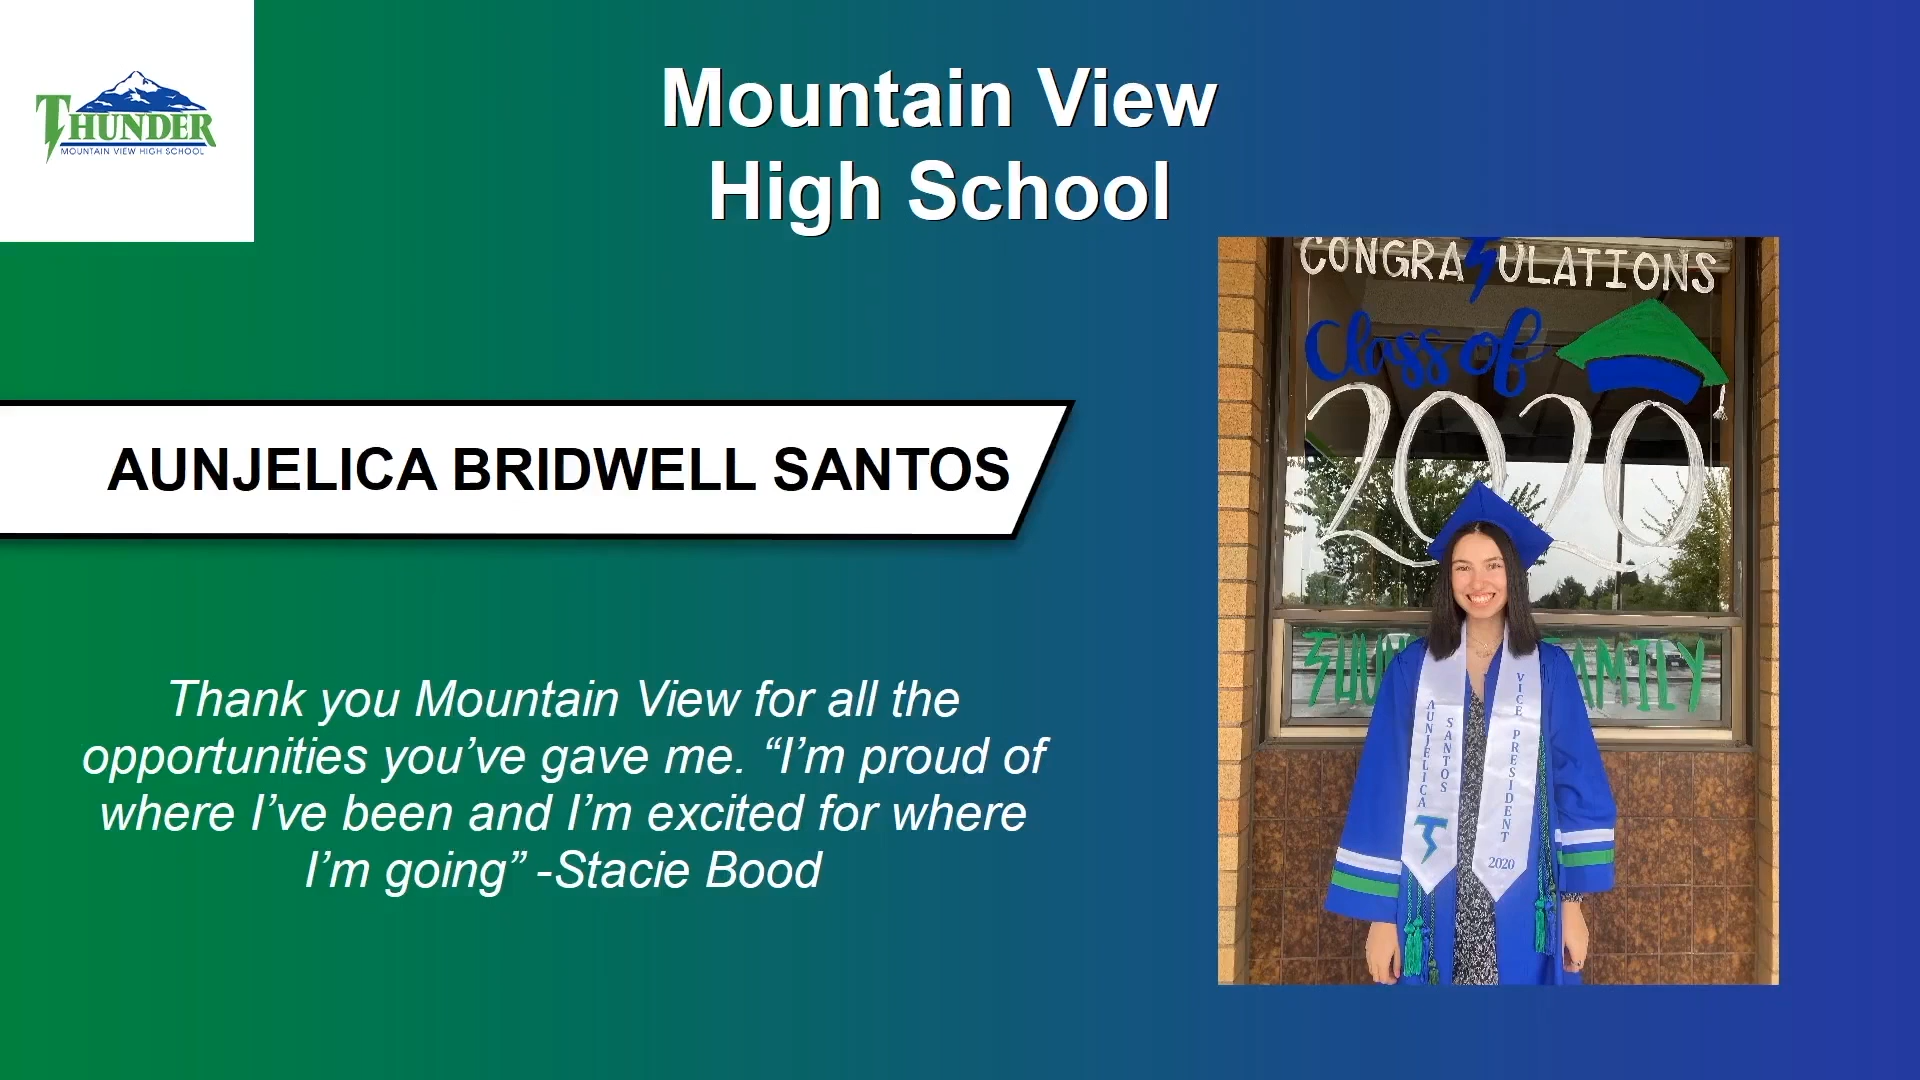 THUNDER
MOUNTAIN VIEW HIGH SCHOOL
Mountain View
High School
AUNJELICA BRIDWELL SANTOS
Thank you Mountain View for all the
opportunities you’ve gave me. “I’m proud of
where I’ve been and I’m excited for where
I’m going” -Stacie Bood
CONGRATULATIONS
Class of
2020
AUNJELICA
SANTOS
VICE PRESIDENT
2020